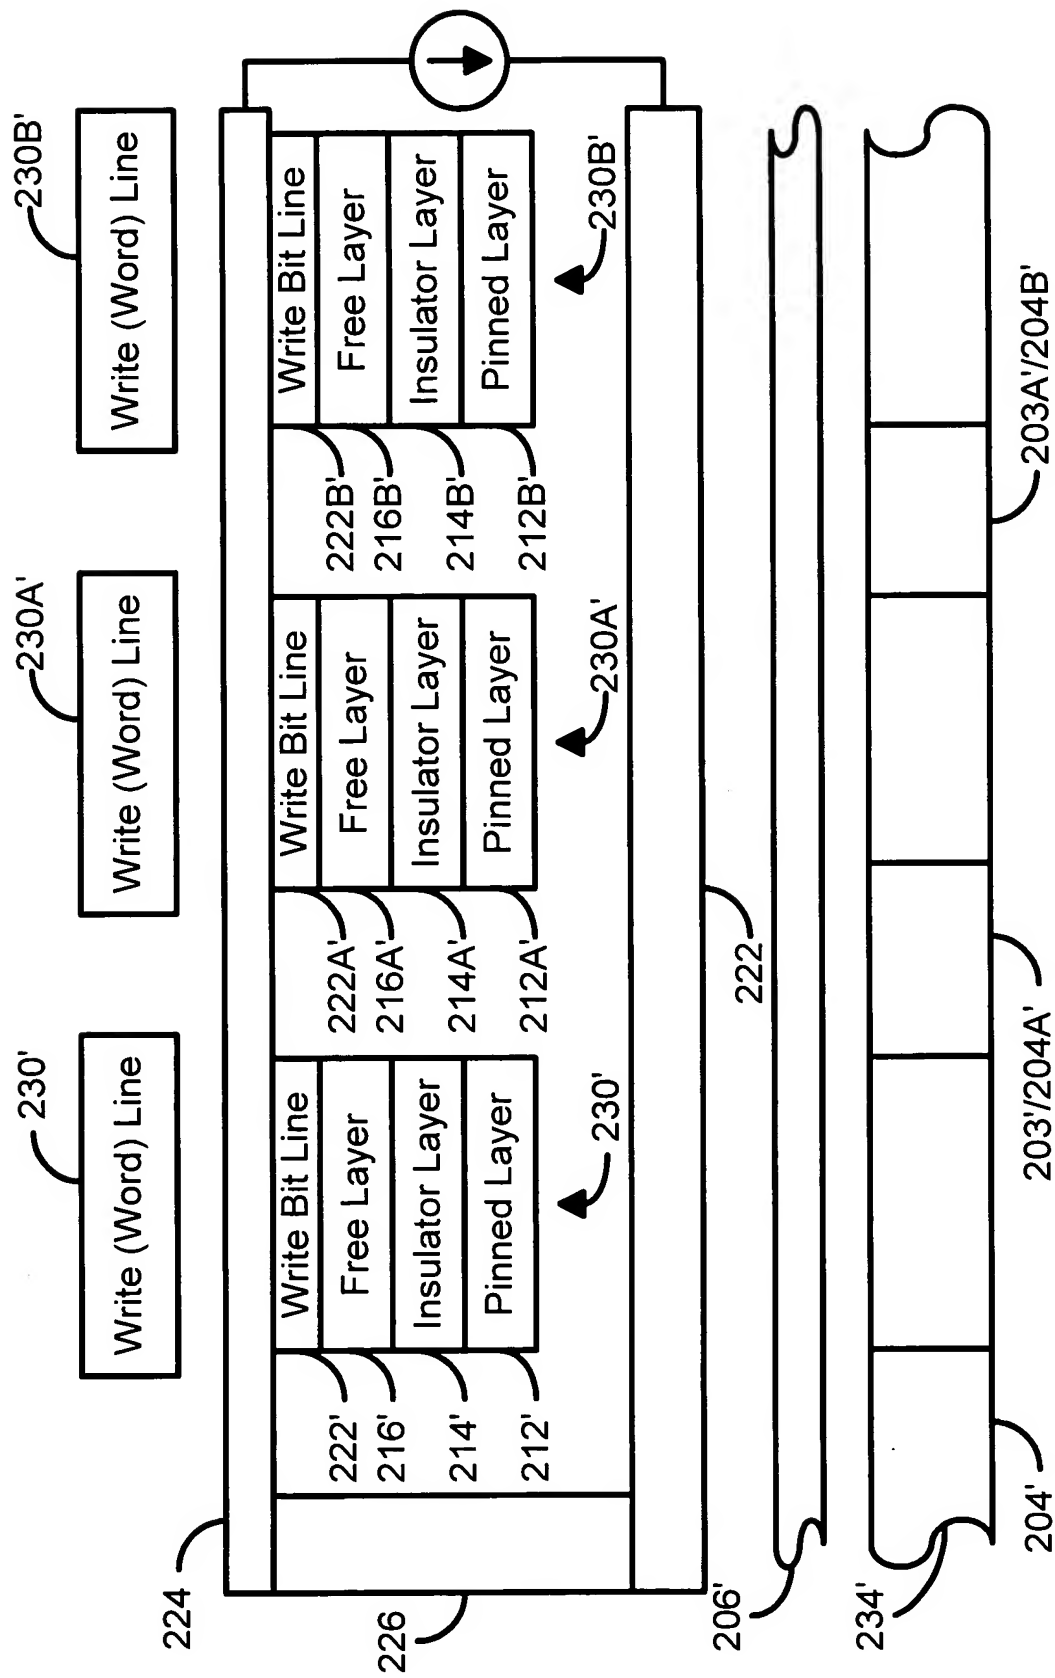 230'
230A'
230B'
Write (Word) Line
Write (Word) Line
Write (Word) Line
224
Write Bit Line
Free Layer
Insulator Layer
Pinned Layer
Write Bit Line
Free Layer
Insulator Layer
Pinned Layer
Write Bit Line
Free Layer
Insulator Layer
Pinned Layer
222'
216'
214'
212'
222A'
216A'
214A'
212A'
222B'
216B'
214B'
212B'
230'
230A'
230B'
226
222
206'
234'
204'
203'/204A'
203A'/204B'